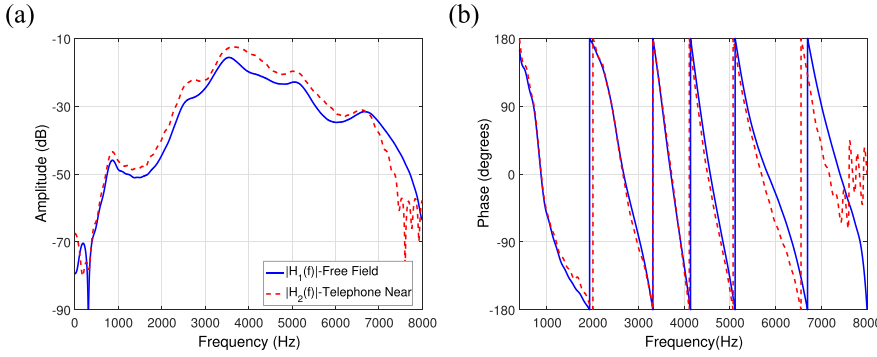 (a)
-10
-30
-50
-70
-90
Amplitude (dB)
0 1000 2000 3000 4000 5000 6000 7000 8000
Frequency (Hz)
|H1(f)|-Free Field
|H2(f)|-Telephone Near
(b)
180
90
0
-90
-180
Phase (degrees)
1000 2000 3000 4000 5000 6000 7000 8000
Frequency(Hz)